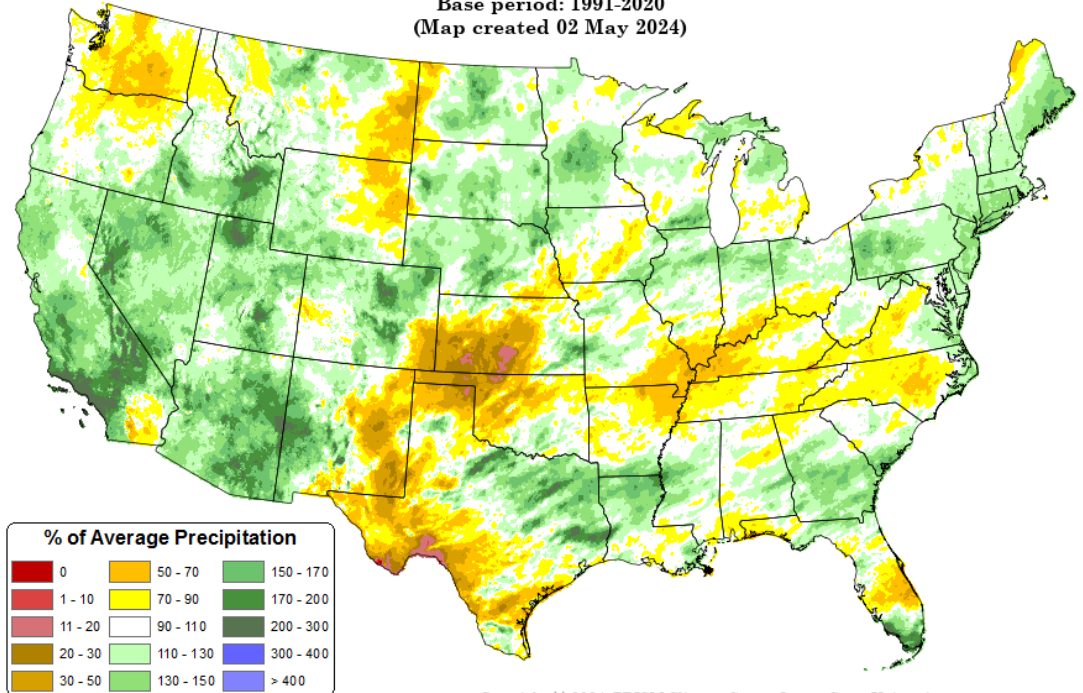 Base period: 1991-2020
(Map created 02 May 2024)
% of Average Precipitation
0 50 - 70 150 - 170
1 - 10 70 - 90 170 - 200
11 - 20 90 - 110 200 - 300
20 - 30 110 - 130 300 - 400
30 - 50 130 - 150 > 400